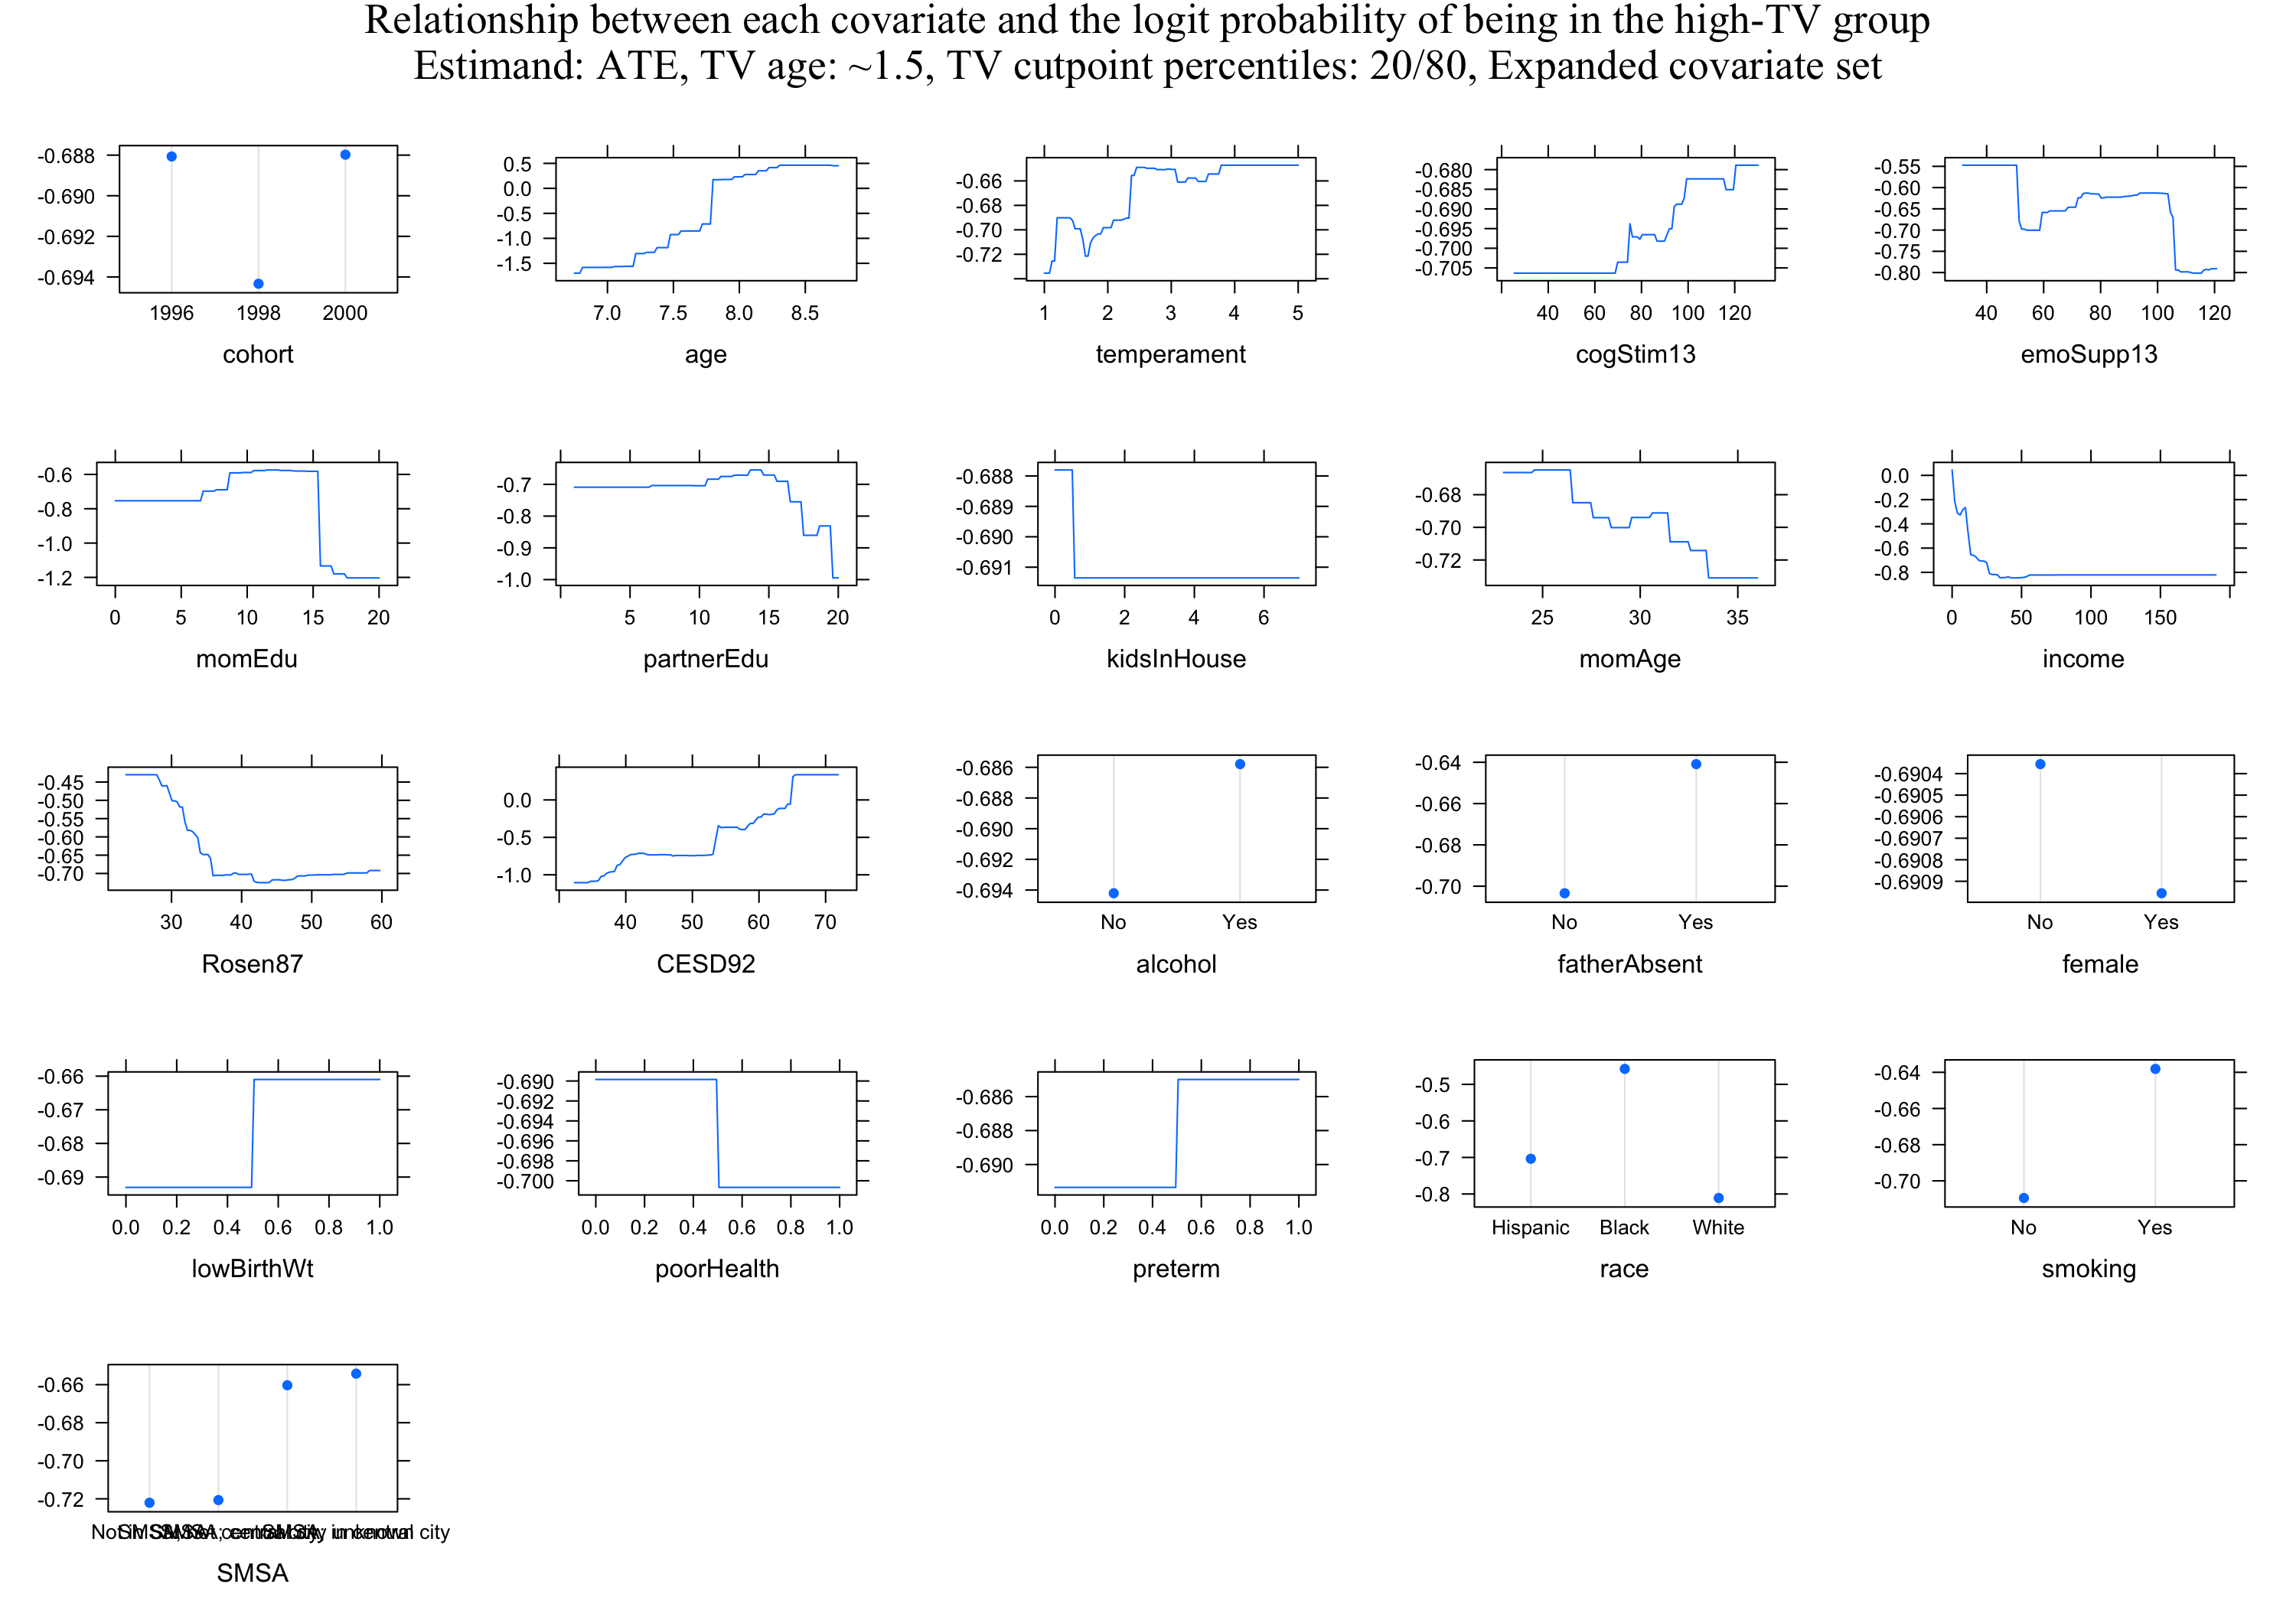 Relationship between each covariate and the logit probability of being in the high-TV group
Estimand: ATE, TV age: ~1.5, TV cutpoint percentiles: 20/80, Expanded covariate set
-0.688
-0.690
-0.692
-0.694
1996 1998 2000
cohort
0.5
0.0
-0.5
-1.0
-1.5
7.0 7.5 8.0 8.5
age
-0.66
-0.68
-0.70
-0.72
1 2 3 4 5
temperament
-0.680
-0.685
-0.690
-0.695
-0.700
-0.705
40 60 80 100 120
cogStim13
-0.55
-0.60
-0.65
-0.70
-0.75
-0.80
40 60 80 100 120
emoSupp13
-0.6
-0.8
-1.0
-1.2
0 5 10 15 20
momEdu
-0.7
-0.8
-0.9
-1.0
5 10 15 20
partnerEdu
-0.688
-0.689
-0.690
-0.691
0 2 4 6
kidsInHouse
-0.68
-0.70
-0.72
25 30 35
momAge
0.0
-0.2
-0.4
-0.6
-0.8
0 50 100 150
income
-0.45
-0.50
-0.55
-0.60
-0.65
-0.70
30 40 50 60
Rosen87
0.0
-0.5
-1.0
40 50 60 70
CESD92
-0.686
-0.688
-0.690
-0.692
-0.694
No Yes
alcohol
-0.64
-0.66
-0.68
-0.70
No Yes
fatherAbsent
-0.6904
-0.6905
-0.6906
-0.6907
-0.6908
-0.6909
No Yes
female
-0.66
-0.67
-0.68
-0.69
0.0 0.2 0.4 0.6 0.8 1.0
lowBirthWt
-0.690
-0.692
-0.694
-0.696
-0.698
-0.700
0.0 0.2 0.4 0.6 0.8 1.0
poorHealth
-0.686
-0.688
-0.690
0.0 0.2 0.4 0.6 0.8 1.0
preterm
-0.5
-0.6
-0.7
-0.8
Hispanic Black White
race
-0.64
-0.66
-0.68
-0.70
No Yes
smoking
-0.66
-0.68
-0.70
-0.72
SMSA